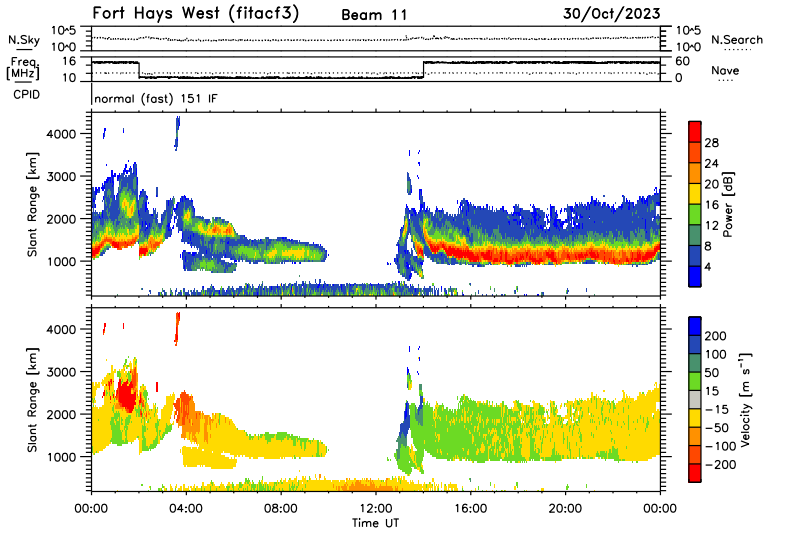 Fort Hays West (fitacf3) Beam 11 30/Oct/2023
N.Sky 10^5 10^0 10^5 10^0 N.Search
Freq. [MHz] 16 10 60 0 Nave
CPID normal (fast) 151 IF
Slant Range [km]
4000
3000
2000
1000
Power [dB]
28
24
20
16
12
8
4
Slant Range [km]
4000
3000
2000
1000
Velocity [m s⁻¹]
200
100
50
15
−15
−50
−100
−200
00:00 04:00 08:00 12:00 16:00 20:00 00:00
Time UT